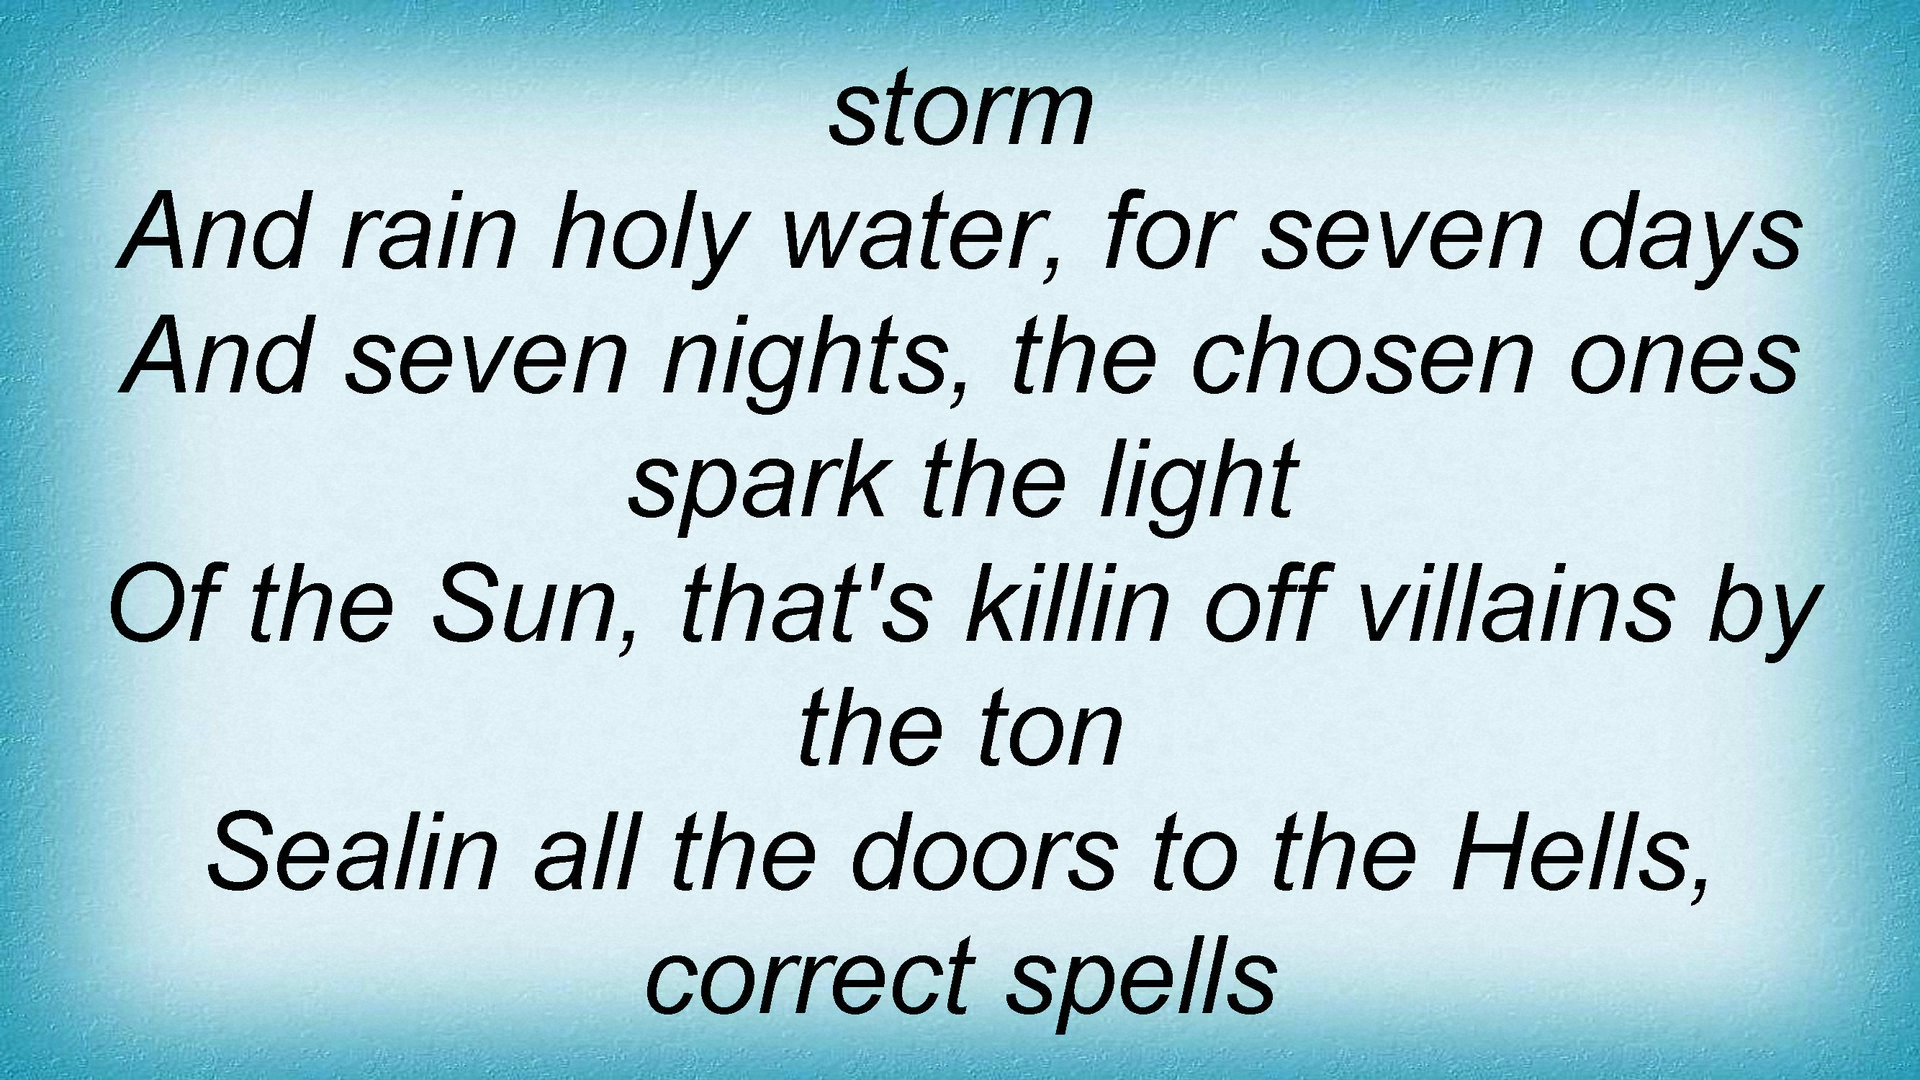 storm
And rain holy water, for seven days
And seven nights, the chosen ones
spark the light
Of the Sun, that's killin off villains by
the ton
Sealin all the doors to the Hells,
correct spells